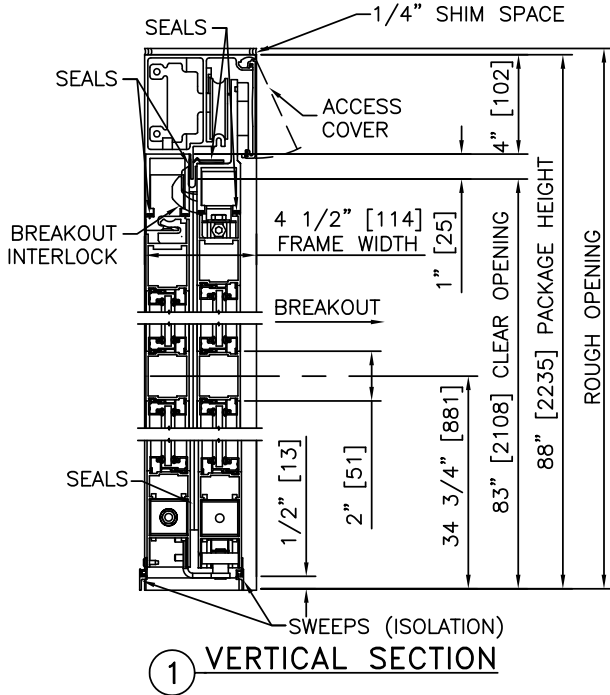 SEALS
1/4” SHIM SPACE
SEALS
ACCESS
COVER
4” [102]
BREAKOUT
INTERLOCK
4 1/2” [114]
FRAME WIDTH
1” [25]
83” [2108] CLEAR OPENING
88” [2235] PACKAGE HEIGHT
ROUGH OPENING
BREAKOUT
SEALS
1/2” [13]
2” [51]
34 3/4” [881]
SWEEPS (ISOLATION)
1 VERTICAL SECTION